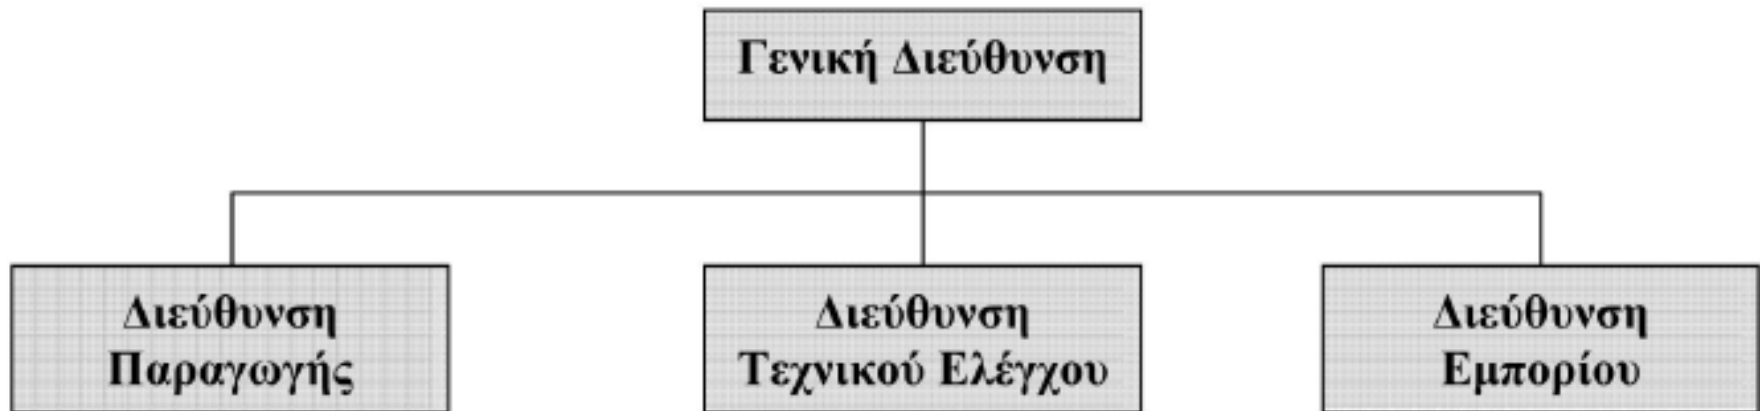 Γενική Διεύθυνση
Διεύθυνση
Παραγωγής
Διεύθυνση
Τεχνικού Ελέγχου
Διεύθυνση
Εμπορίου